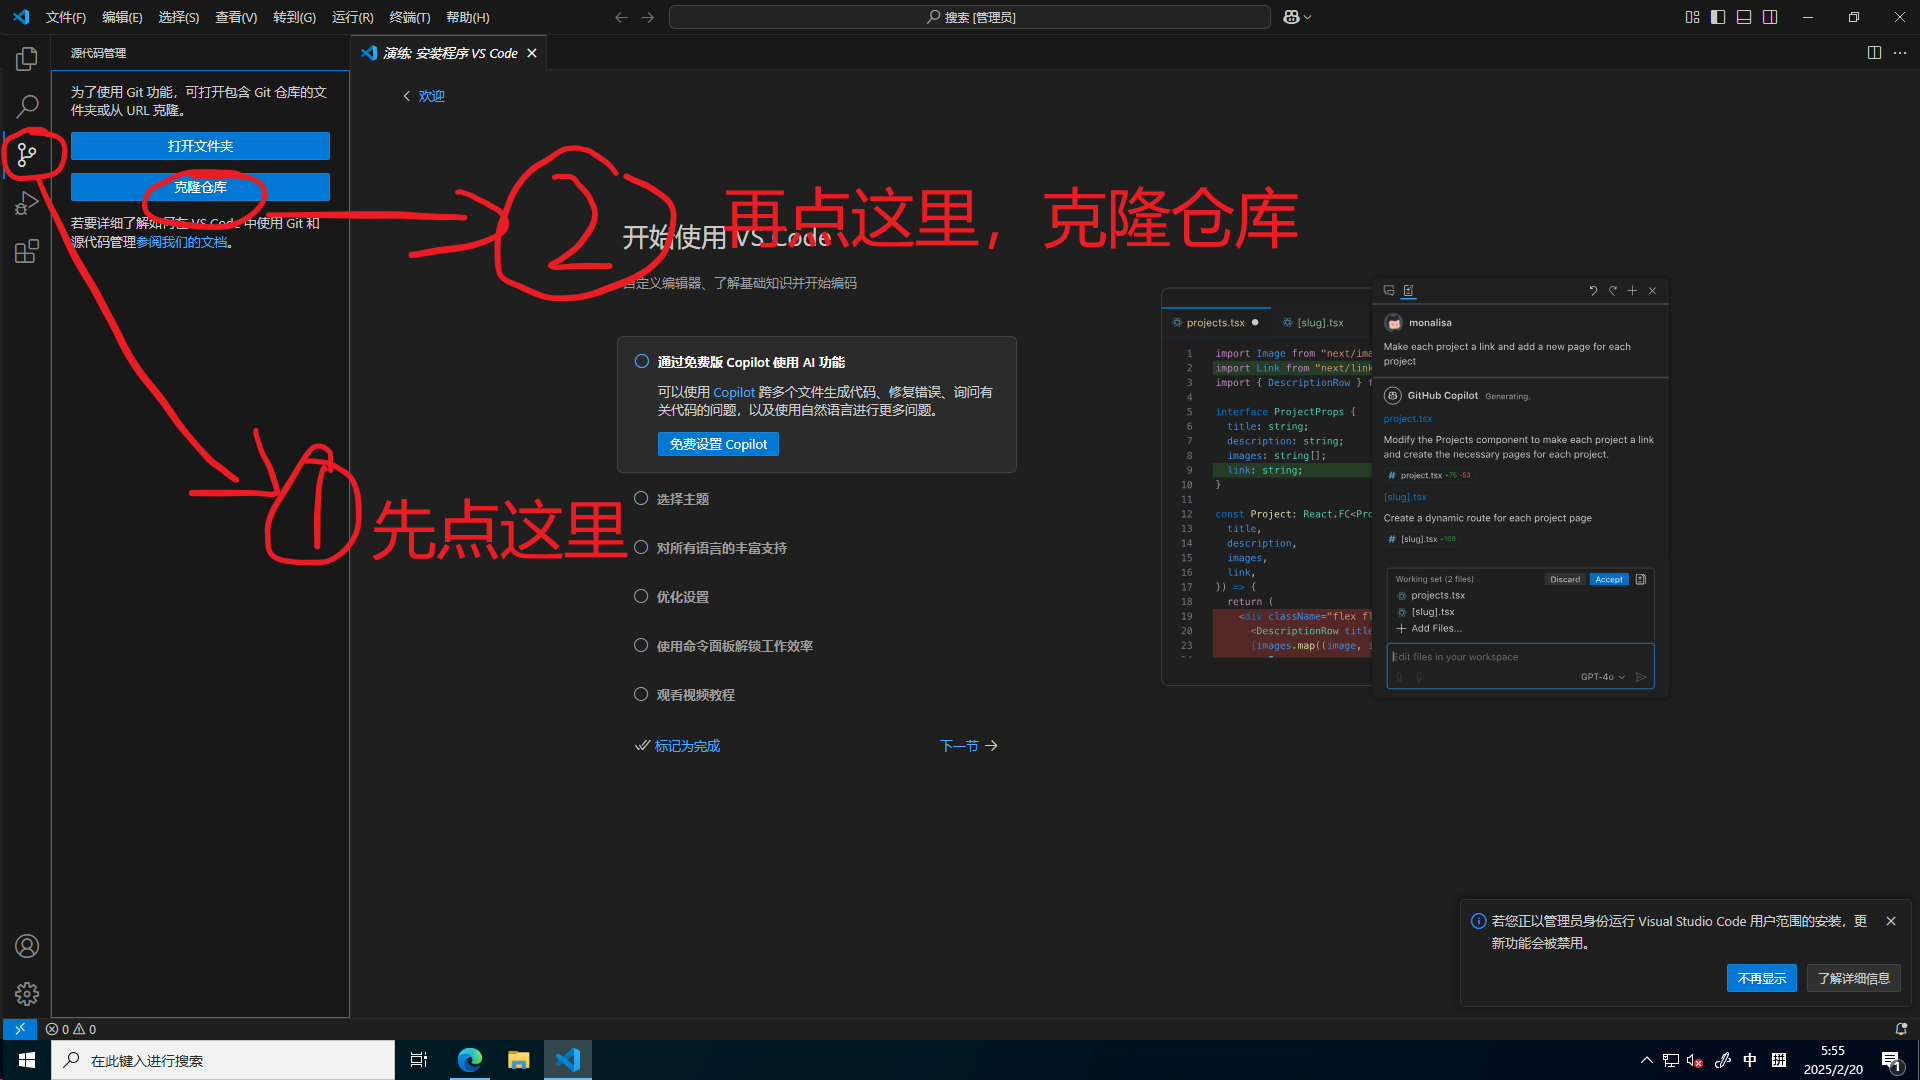 文件(F) 编辑(E) 选择(S) 查看(V) 转到(G) 运行(R) 终端(T) 帮助(H)
搜索 [管理员]
源代码管理
演练: 安装程序 VS Code
为了使用 Git 功能，可打开包含 Git 仓库的文
件夹或从 URL 克隆。
打开文件夹
克隆仓库
若要详细了解如何在 VS Code 中使用 Git 和
源代码管理参阅我们的文档。
欢迎
2
再点这里，克隆仓库
1
先点这里
开始使用 VS Code
自定义编辑器、了解基础知识并开始编码
通过免费版 Copilot 使用 AI 功能
可以使用 Copilot 跨多个文件生成代码、修复错误、询问有
关代码的问题，以及使用自然语言进行更多问题。
免费设置 Copilot
选择主题
对所有语言的丰富支持
优化设置
使用命令面板解锁工作效率
观看视频教程
标记为完成
下一节
projects.tsx
[slug].tsx
1 import Image from "next/ima
2 import Link from "next/link
3 import { DescriptionRow } f
4
5 interface ProjectProps {
6 title: string;
7 description: string;
8 images: string[];
9 link: string;
10 }
11
12 const Project: React.FC<Pro
13 title,
14 description,
15 images,
16 link,
17 }) => {
18 return (
19 <div className="flex fl
20 <DescriptionRow title
23 {images.map((image, i
monalisa
Make each project a link and add a new page for each
project
GitHub Copilot Generating.
project.tsx
Modify the Projects component to make each project a link
and create the necessary pages for each project.
# project.tsx +75 -53
[slug].tsx
Create a dynamic route for each project page
# [slug].tsx +108
Working set (2 files)
Discard
Accept
projects.tsx
[slug].tsx
Add Files...
Edit files in your workspace
GPT-4o
若您正以管理员身份运行 Visual Studio Code 用户范围的安装，更
新功能会被禁用。
不再显示
了解详细信息
0 0
在此键入进行搜索
中
拼
5:55
2025/2/20
1